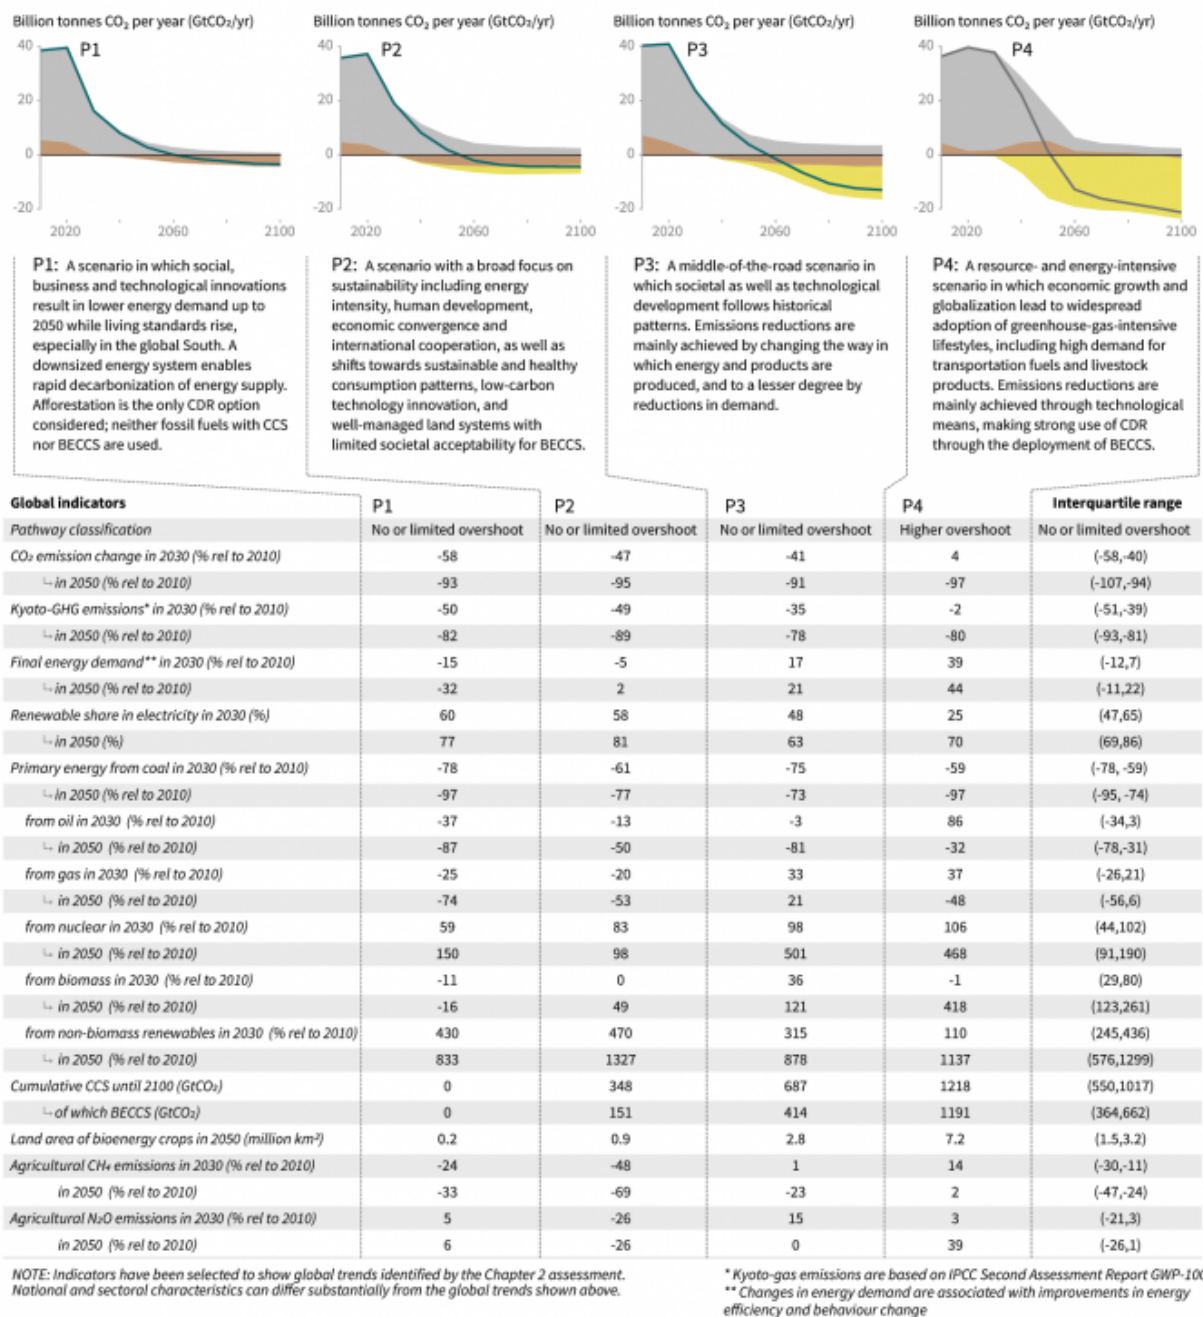 Billion tonnes CO₂ per year (GtCO₂/yr)
40
20
0
-20
P1
2020
2060
2100
Billion tonnes CO₂ per year (GtCO₂/yr)
40
20
0
-20
P2
2020
2060
2100
Billion tonnes CO₂ per year (GtCO₂/yr)
40
20
0
-20
P3
2020
2060
2100
Billion tonnes CO₂ per year (GtCO₂/yr)
40
20
0
-20
P4
2020
2060
2100
P1: A scenario in which social,
business and technological innovations
result in lower energy demand up to
2050 while living standards rise,
especially in the global South. A
downsized energy system enables
rapid decarbonization of energy supply.
Afforestation is the only CDR option
considered; neither fossil fuels with CCS
nor BECCS are used.
P2: A scenario with a broad focus on
sustainability including energy
intensity, human development,
economic convergence and
international cooperation, as well as
shifts towards sustainable and healthy
consumption patterns, low-carbon
technology innovation, and
well-managed land systems with
limited societal acceptability for BECCS.
P3: A middle-of-the-road scenario in
which societal as well as technological
development follows historical
patterns. Emissions reductions are
mainly achieved by changing the way in
which energy and products are
produced, and to a lesser degree by
reductions in demand.
P4: A resource- and energy-intensive
scenario in which economic growth and
globalization lead to widespread
adoption of greenhouse-gas-intensive
lifestyles, including high demand for
transportation fuels and livestock
products. Emissions reductions are
mainly achieved through technological
means, making strong use of CDR
through the deployment of BECCS.
Global indicators P1 P2 P3 P4 Interquartile range
Pathway classification No or limited overshoot No or limited overshoot No or limited overshoot Higher overshoot No or limited overshoot
CO₂ emission change in 2030 (% rel to 2010) -58 -47 -41 4 (-58,-40)
in 2050 (% rel to 2010) -93 -95 -91 -97 (-107,-94)
Kyoto-GHG emissions* in 2030 (% rel to 2010) -50 -49 -35 -2 (-51,-39)
in 2050 (% rel to 2010) -82 -89 -78 -80 (-93,-81)
Final energy demand** in 2030 (% rel to 2010) -15 -5 17 39 (-12,7)
in 2050 (% rel to 2010) -32 2 21 44 (-11,22)
Renewable share in electricity in 2030 (%) 60 58 48 25 (47,65)
in 2050 (%) 77 81 63 70 (69,86)
Primary energy from coal in 2030 (% rel to 2010) -78 -61 -75 -59 (-78, -59)
in 2050 (% rel to 2010) -97 -77 -73 -97 (-95, -74)
from oil in 2030 (% rel to 2010) -37 -13 -3 86 (-34,3)
in 2050 (% rel to 2010) -87 -50 -81 -32 (-78,-31)
from gas in 2030 (% rel to 2010) -25 -20 33 37 (-26,21)
in 2050 (% rel to 2010) -74 -53 21 -48 (-56,6)
from nuclear in 2030 (% rel to 2010) 59 83 98 106 (44,102)
in 2050 (% rel to 2010) 150 98 501 468 (91,190)
from biomass in 2030 (% rel to 2010) -11 0 36 -1 (29,80)
in 2050 (% rel to 2010) -16 49 121 418 (123,261)
from non-biomass renewables in 2030 (% rel to 2010) 430 470 315 110 (245,436)
in 2050 (% rel to 2010) 833 1327 878 1137 (576,1299)
Cumulative CCS until 2100 (GtCO₂) 0 348 687 1218 (550,1017)
of which BECCS (GtCO₂) 0 151 414 1191 (364,662)
Land area of bioenergy crops in 2050 (million km²) 0.2 0.9 2.8 7.2 (1.5,3.2)
Agricultural CH₄ emissions in 2030 (% rel to 2010) -24 -48 1 14 (-30,-11)
in 2050 (% rel to 2010) -33 -69 -23 2 (-47,-24)
Agricultural N₂O emissions in 2030 (% rel to 2010) 5 -26 15 3 (-21,3)
in 2050 (% rel to 2010) 6 -26 0 39 (-26,1)
NOTE: Indicators have been selected to show global trends identified by the Chapter 2 assessment.
National and sectoral characteristics can differ substantially from the global trends shown above.
* Kyoto-gas emissions are based on IPCC Second Assessment Report GWP-100
** Changes in energy demand are associated with improvements in energy
efficiency and behaviour change